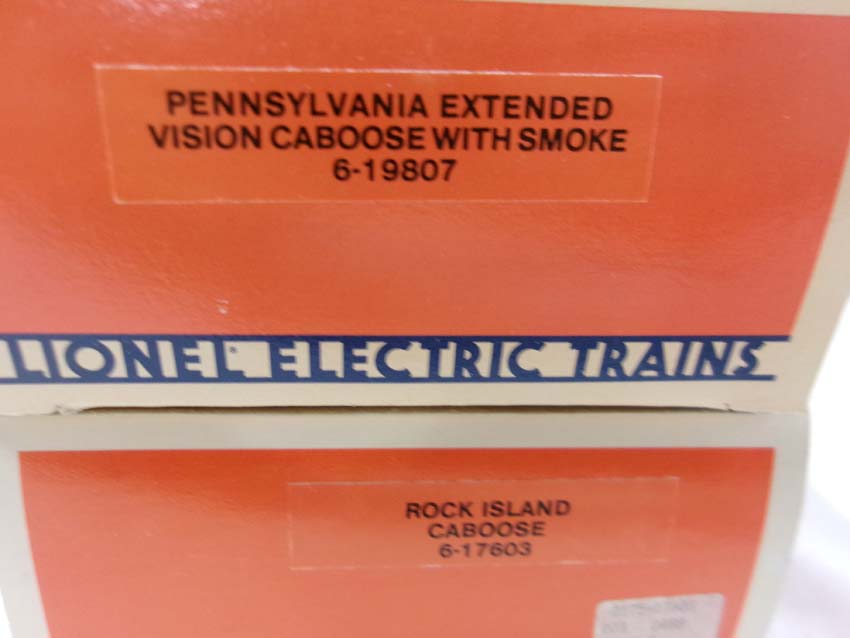 PENNSYLVANIA EXTENDED
VISION CABOOSE WITH SMOKE
6-19807
LIONEL ELECTRIC TRAINS
ROCK ISLAND
CABOOSE
6-17603